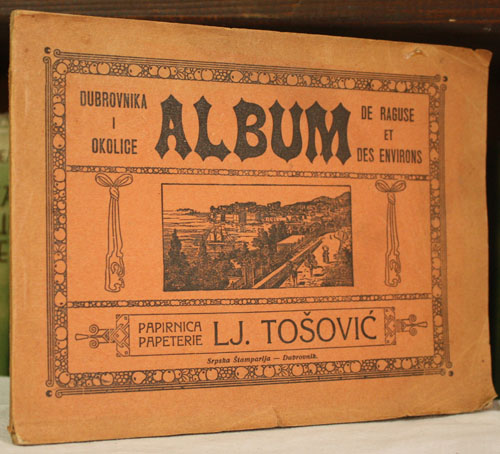 DUBROVNIKA
I
OKOLICE
ALBUM
DE RAGUSE
ET
DES ENVIRONS
PAPIRNICA
PAPETERIE
LJ. TOŠOVIĆ
Srpska Štamparija — Dubrovnik.